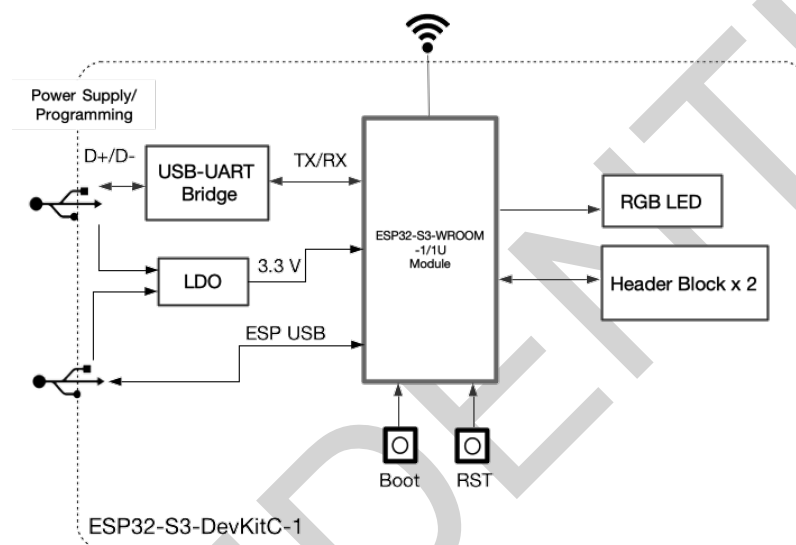 Power Supply/
Programming
D+/D-
USB-UART
Bridge
TX/RX
ESP32-S3-WROOM
-1/1U
Module
RGB LED
LDO
3.3 V
Header Block x 2
ESP USB
Boot
RST
ESP32-S3-DevKitC-1
DENT